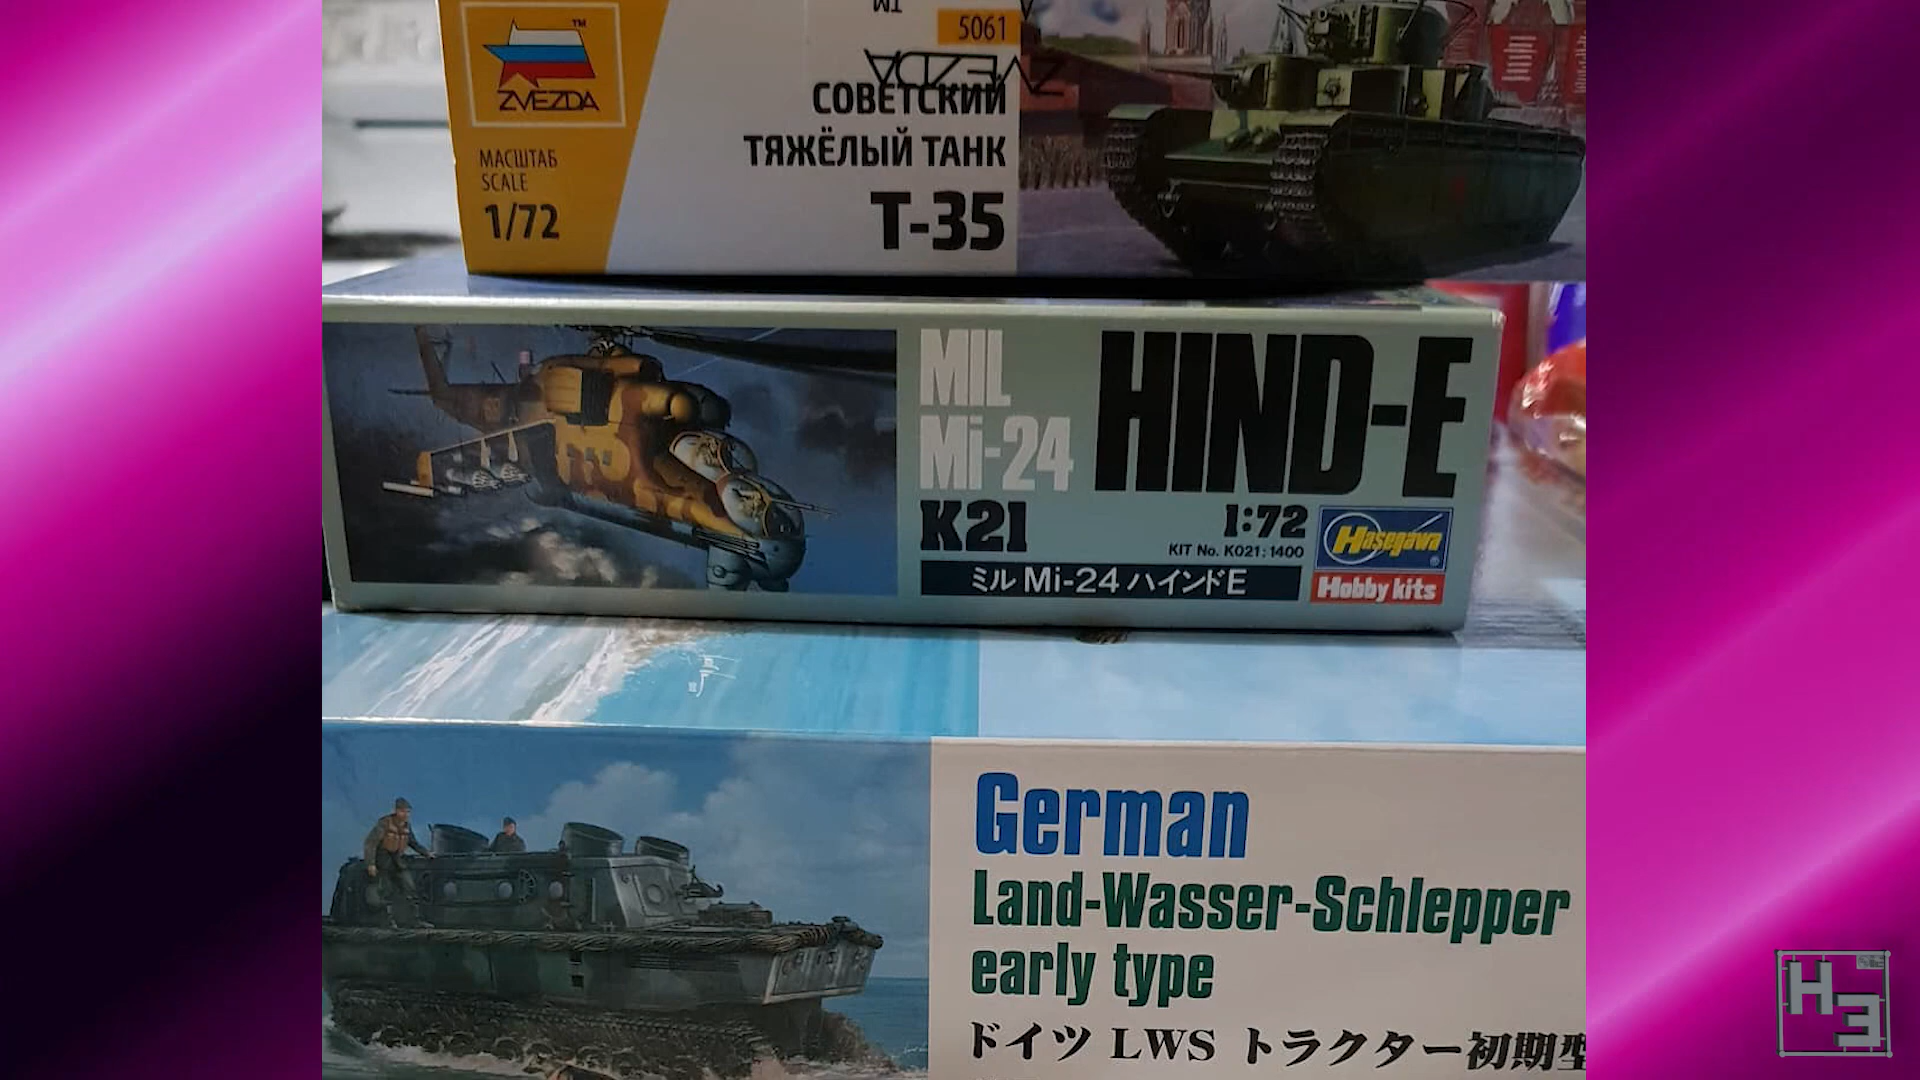 5061
ZVEZDA
ZVEZDA
СОВЕТСКИЙ
ТЯЖЁЛЫЙ ТАНК
Т-35
МАСШТАБ
SCALE
1/72
MIL
Mi-24
HIND-E
K21
1:72
KIT No. K021:1400
ミル Mi-24 ハインドE
Hasegawa
Hobby kits
German
Land-Wasser-Schlepper
early type
ドイツ LWS トラクター初期型
HE